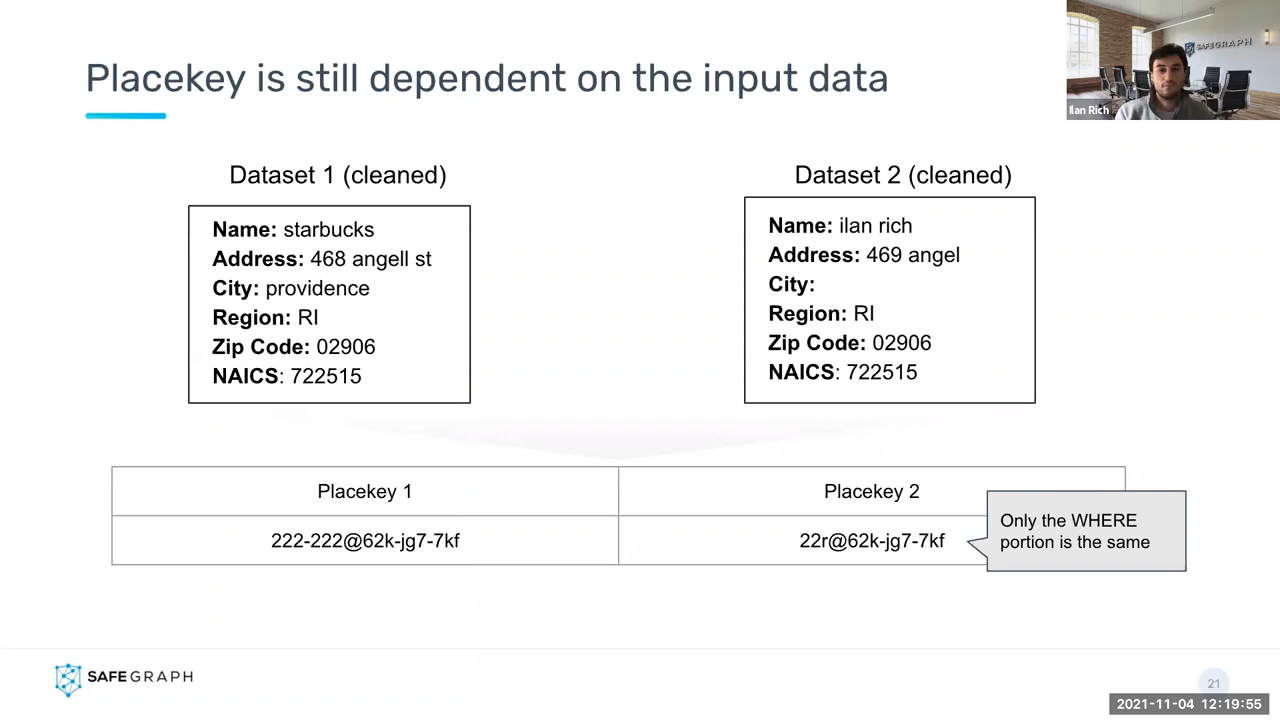 Placekey is still dependent on the input data
SAFEGRAPH
Ilan Rich
Dataset 1 (cleaned)
Name: starbucks
Address: 468 angell st
City: providence
Region: RI
Zip Code: 02906
NAICS: 722515
Dataset 2 (cleaned)
Name: ilan rich
Address: 469 angel
City:
Region: RI
Zip Code: 02906
NAICS: 722515
Placekey 1
Placekey 2
222-222@62k-jg7-7kf
22r@62k-jg7-7kf
Only the WHERE
portion is the same
SAFEGRAPH
21
2021-11-04 12:19:55